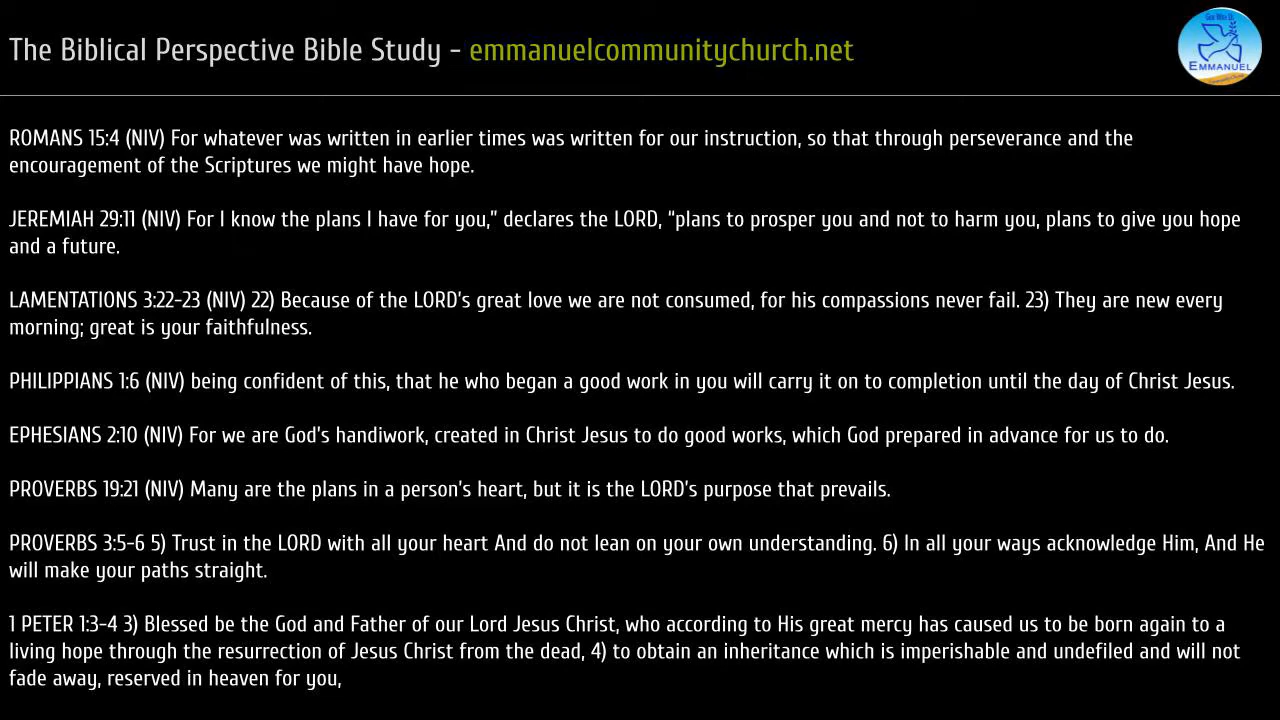 The Biblical Perspective Bible Study - emmanuelcommunitychurch.net
God With Us
EMMANUEL
ROMANS 15:4 (NIV) For whatever was written in earlier times was written for our instruction, so that through perseverance and the
encouragement of the Scriptures we might have hope.
JEREMIAH 29:11 (NIV) For I know the plans I have for you,” declares the LORD, “plans to prosper you and not to harm you, plans to give you hope
and a future.
LAMENTATIONS 3:22-23 (NIV) 22) Because of the LORD’s great love we are not consumed, for his compassions never fail. 23) They are new every
morning; great is your faithfulness.
PHILIPPIANS 1:6 (NIV) being confident of this, that he who began a good work in you will carry it on to completion until the day of Christ Jesus.
EPHESIANS 2:10 (NIV) For we are God’s handiwork, created in Christ Jesus to do good works, which God prepared in advance for us to do.
PROVERBS 19:21 (NIV) Many are the plans in a person’s heart, but it is the LORD’s purpose that prevails.
PROVERBS 3:5-6 5) Trust in the LORD with all your heart And do not lean on your own understanding. 6) In all your ways acknowledge Him, And He
will make your paths straight.
1 PETER 1:3-4 3) Blessed be the God and Father of our Lord Jesus Christ, who according to His great mercy has caused us to be born again to a
living hope through the resurrection of Jesus Christ from the dead, 4) to obtain an inheritance which is imperishable and undefiled and will not
fade away, reserved in heaven for you,